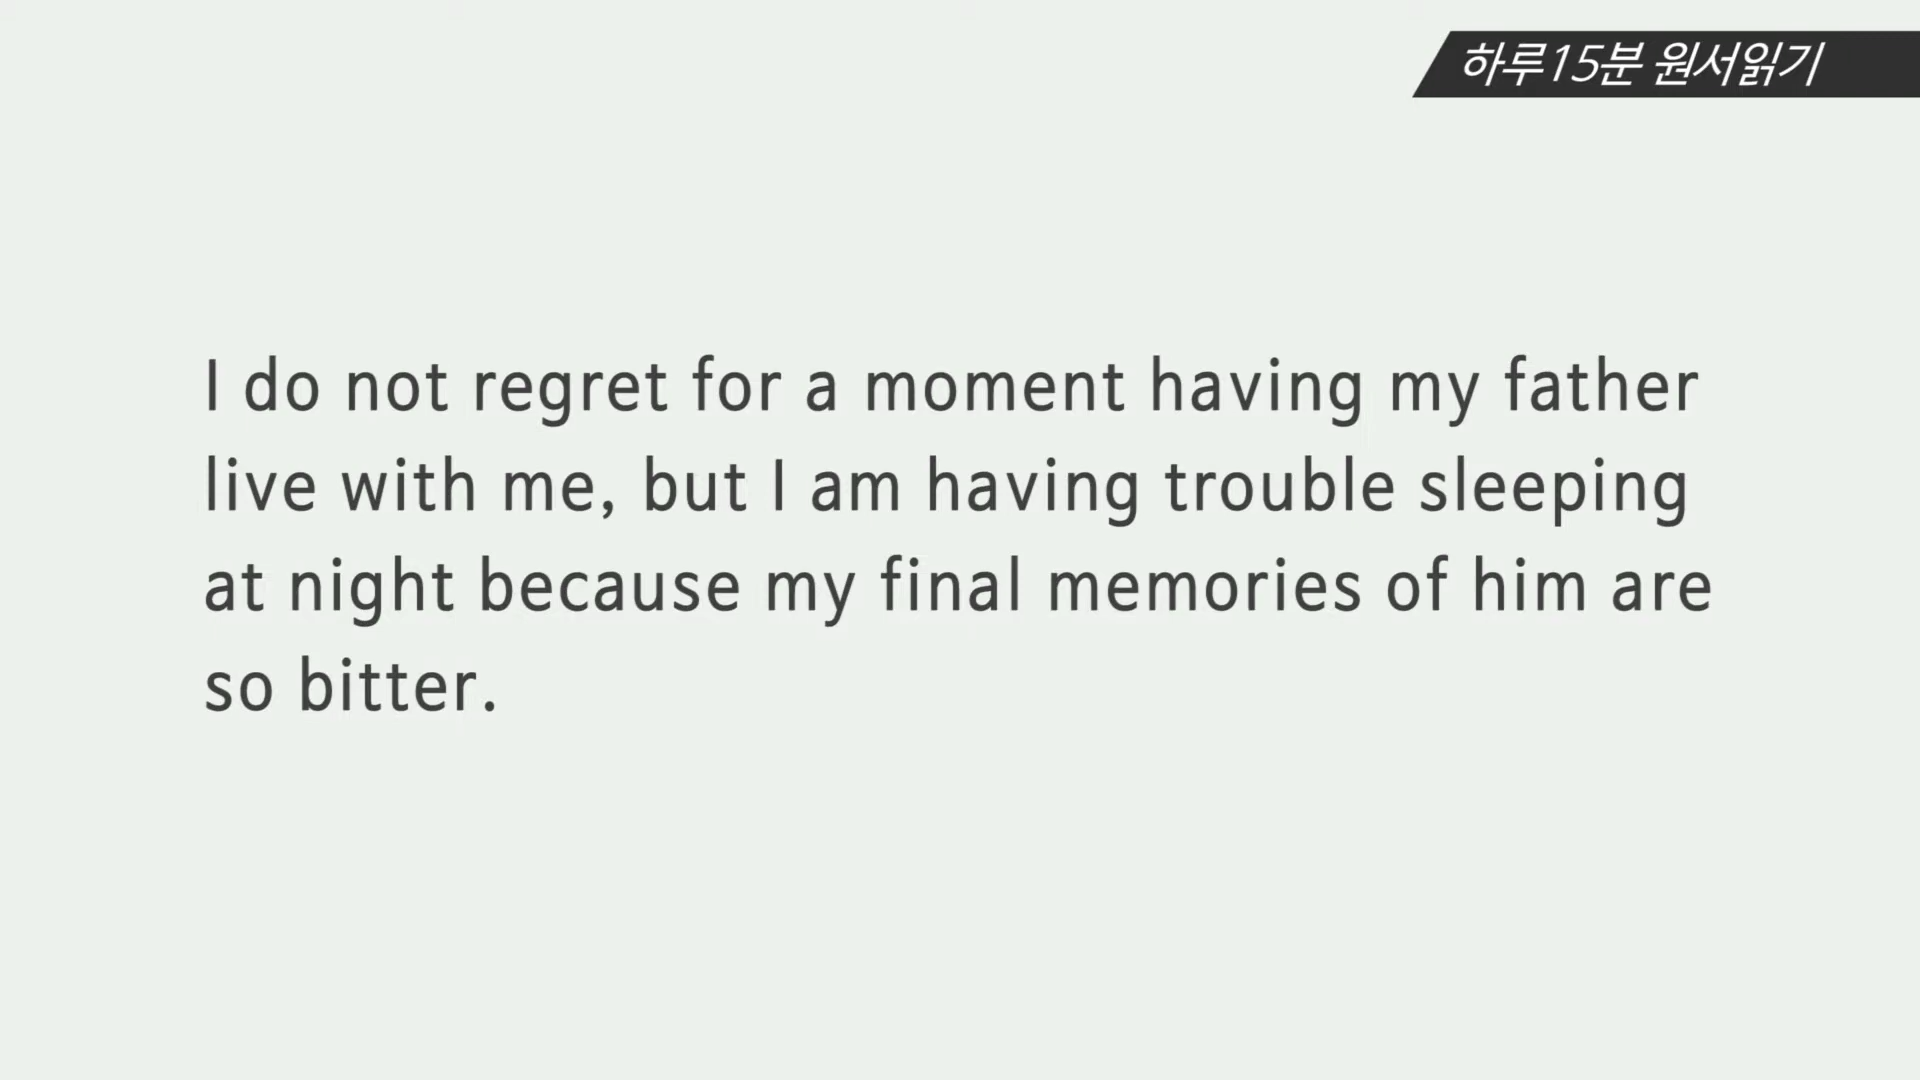 하루15분 원서읽기
I do not regret for a moment having my father
live with me, but I am having trouble sleeping
at night because my final memories of him are
so bitter.